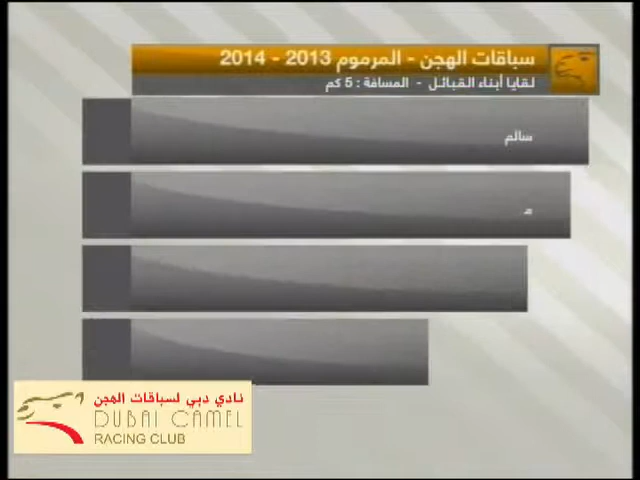 سباقات الهجن - المرموم 2013 - 2014
لقايا أبناء القبائل - المسافة : 5 كم
سالم
نادي دبي لسباقات الهجن
DUBAI CAMEL
RACING CLUB